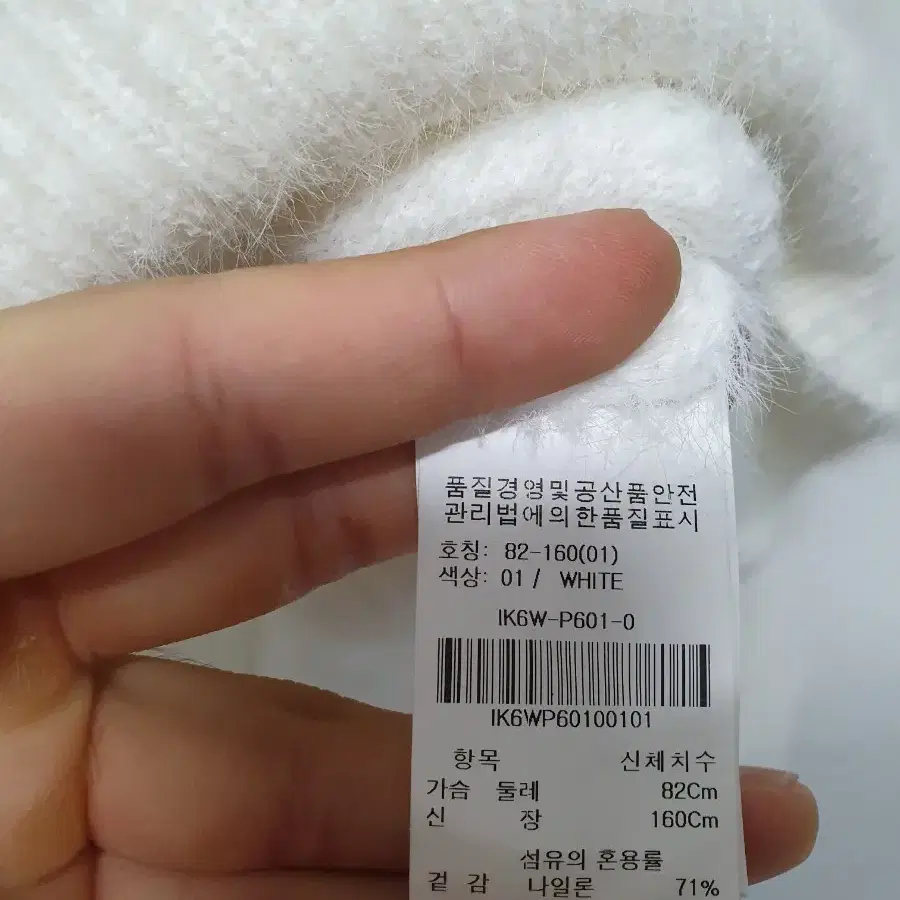 품질경영및공산품안전
관리법에의한품질표시
호칭: 82-160(01)
색상: 01 / WHITE
IK6W-P601-0
IK6WP60100101
항목 신체치수
가슴 둘레 82Cm
신 장 160Cm
섬유의 혼용률
겉 감 나일론 71%